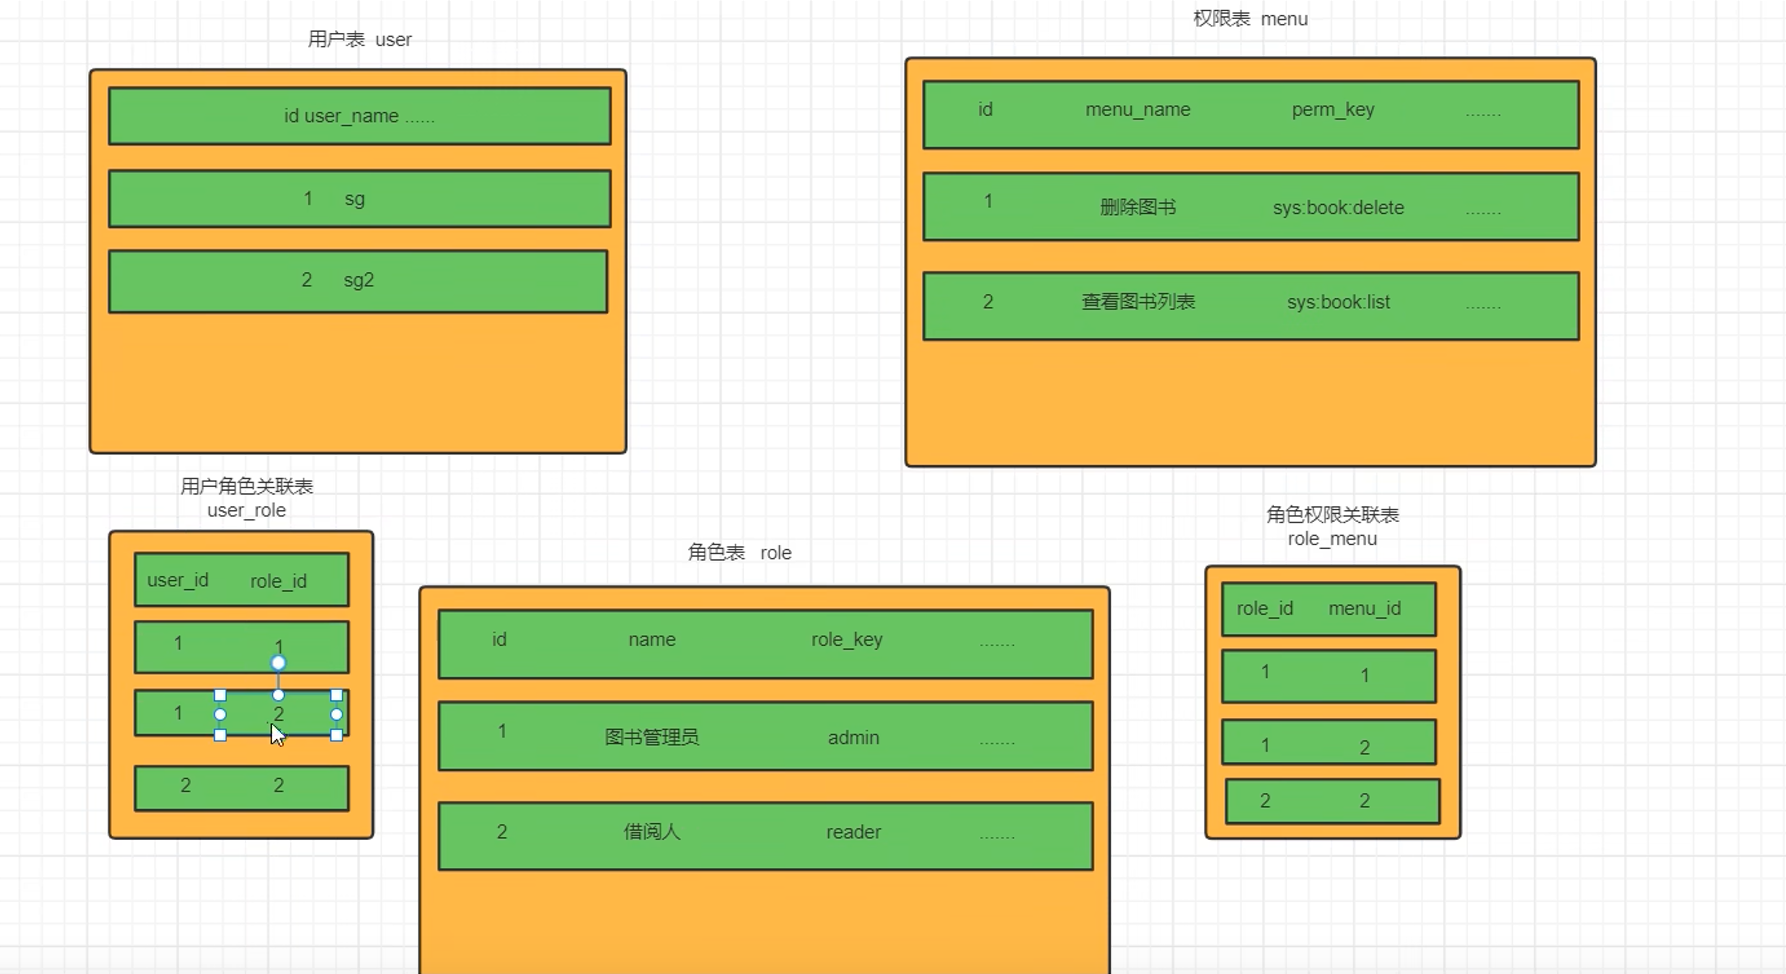 用户表 user
id user_name ......
1 sg
2 sg2
权限表 menu
id menu_name perm_key .......
1 删除图书 sys:book:delete .......
2 查看图书列表 sys:book:list .......
用户角色关联表
user_role
user_id role_id
1 1
1 2
2 2
角色表 role
id name role_key .......
1 图书管理员 admin .......
2 借阅人 reader .......
角色权限关联表
role_menu
role_id menu_id
1 1
1 2
2 2